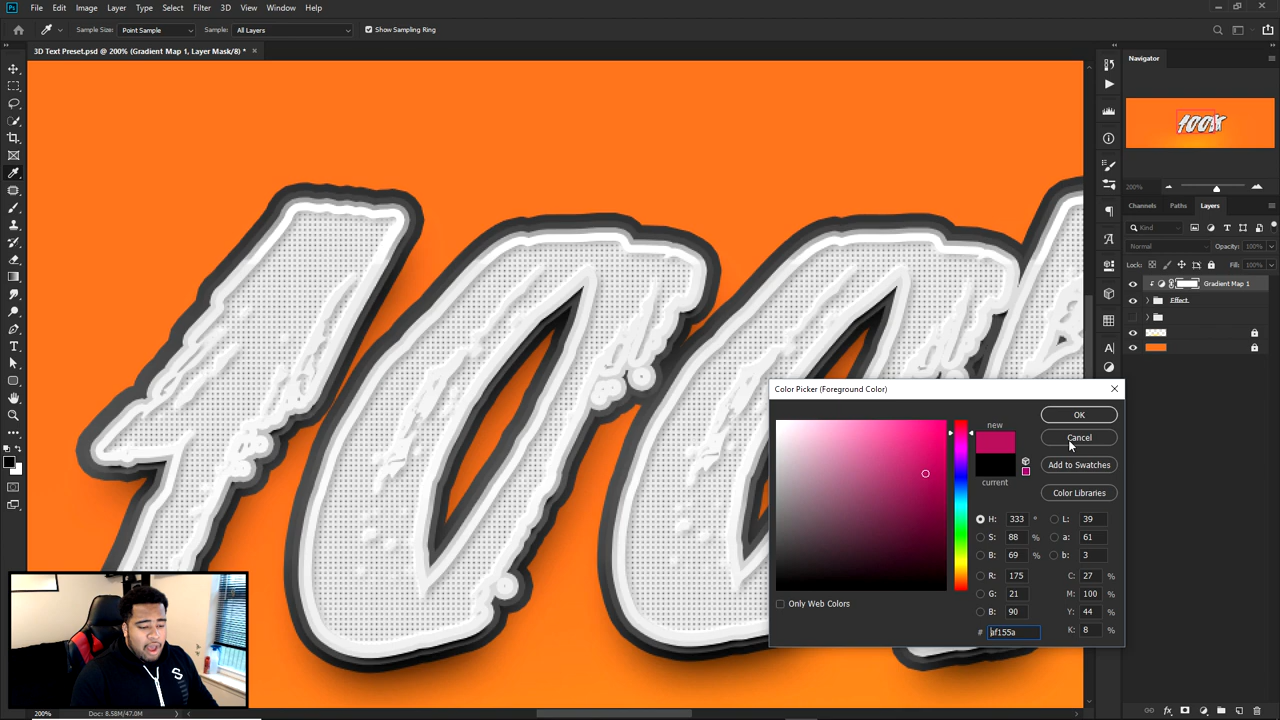 Ps File Edit Image Layer Type Select Filter 3D View Window Help
Sample Size: Point Sample Sample: All Layers Show Sampling Ring
3D Text Preset.psd @ 200% (Gradient Map 1, Layer Mask/8) * ×
Navigator
100K
200%
Channels Paths Layers
Kind
Normal Opacity: 100%
Lock: Fill: 100%
Gradient Map 1
Effect
100
Color Picker (Foreground Color)
new
current
OK
Cancel
Add to Swatches
Color Libraries
H: 333 ° L: 39
S: 88 % a: 61
B: 69 % b: 3
R: 175 C: 27 %
G: 21 M: 100 %
B: 90 Y: 44 %
# af155a K: 8 %
Only Web Colors
200% Doc: 8.58M/47.0M